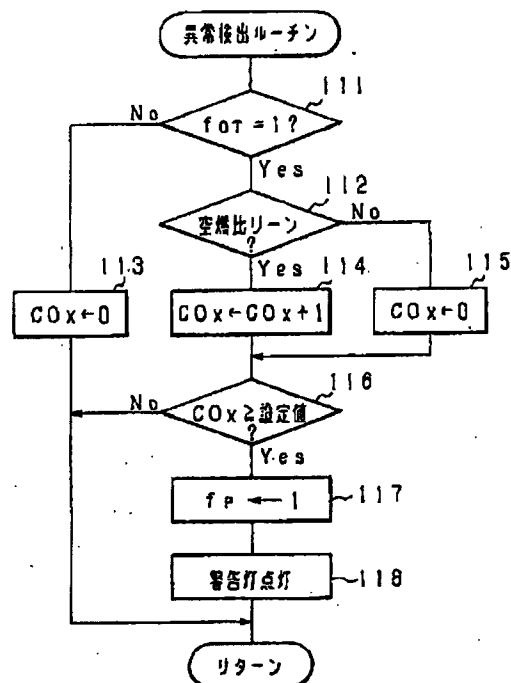 異常検出ルーチン
111
fOT=1?
No
Yes
112
空燃比リーン
?
No
Yes
113
114
115
COx←0
COx←COx+1
COx←0
116
COx≧設定値
?
No
Yes
fP ← 1
117
警告灯点灯
118
リターン